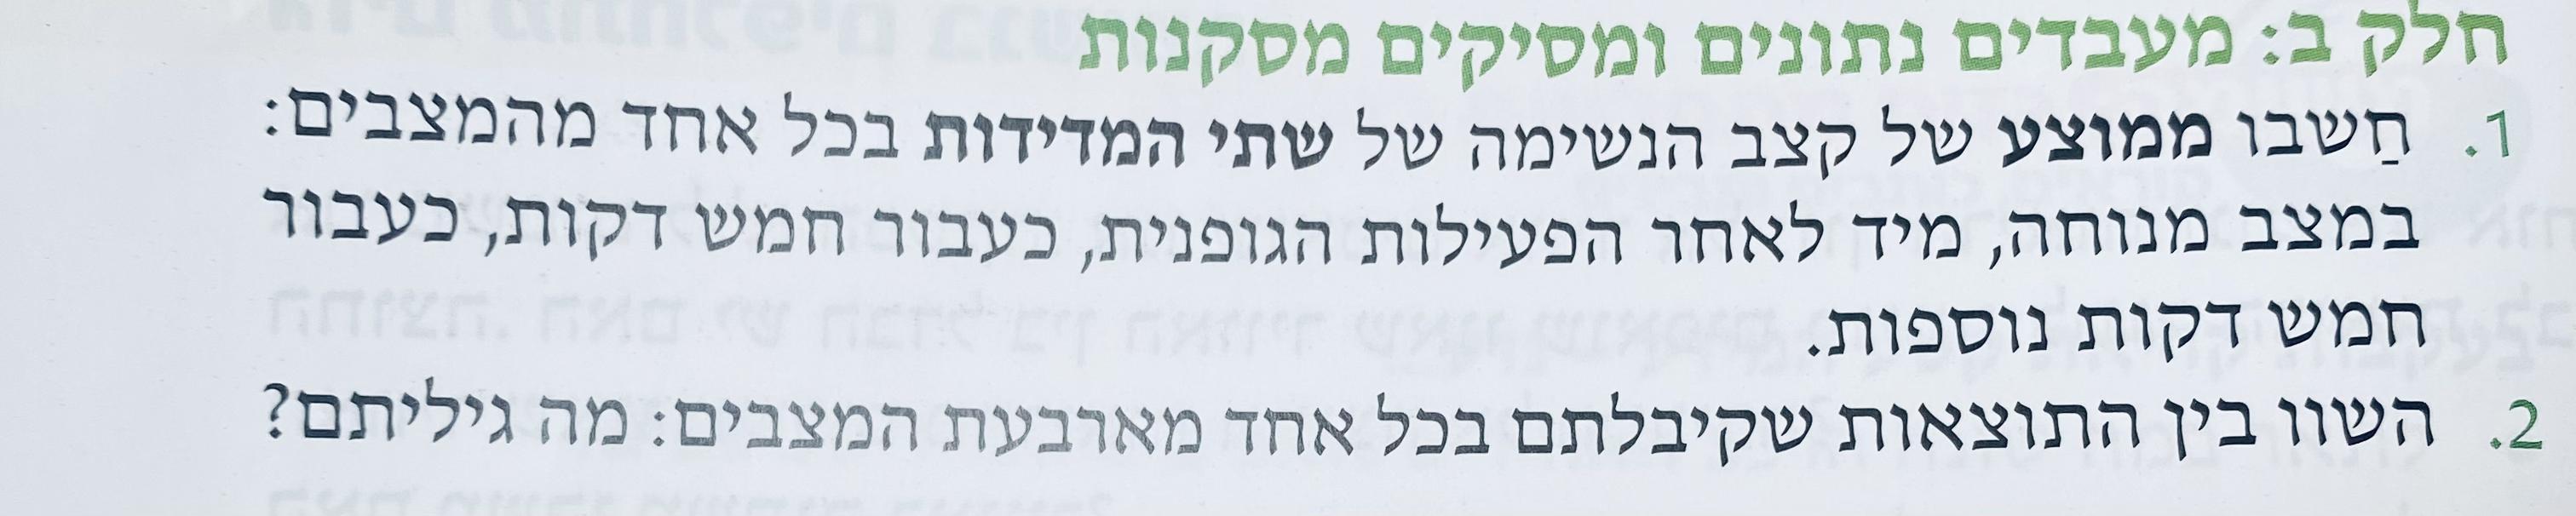 חלק ב: מעבדים נתונים ומסיקים מסקנות
1. חַשבו ממוצע של קצב הנשימה של שתי המדידות בכל אחד מהמצבים:
במצב מנוחה, מיד לאחר הפעילות הגופנית, כעבור חמש דקות, כעבור
חמש דקות נוספות.
2. השוו בין התוצאות שקיבלתם בכל אחד מארבעת המצבים: מה גיליתם?